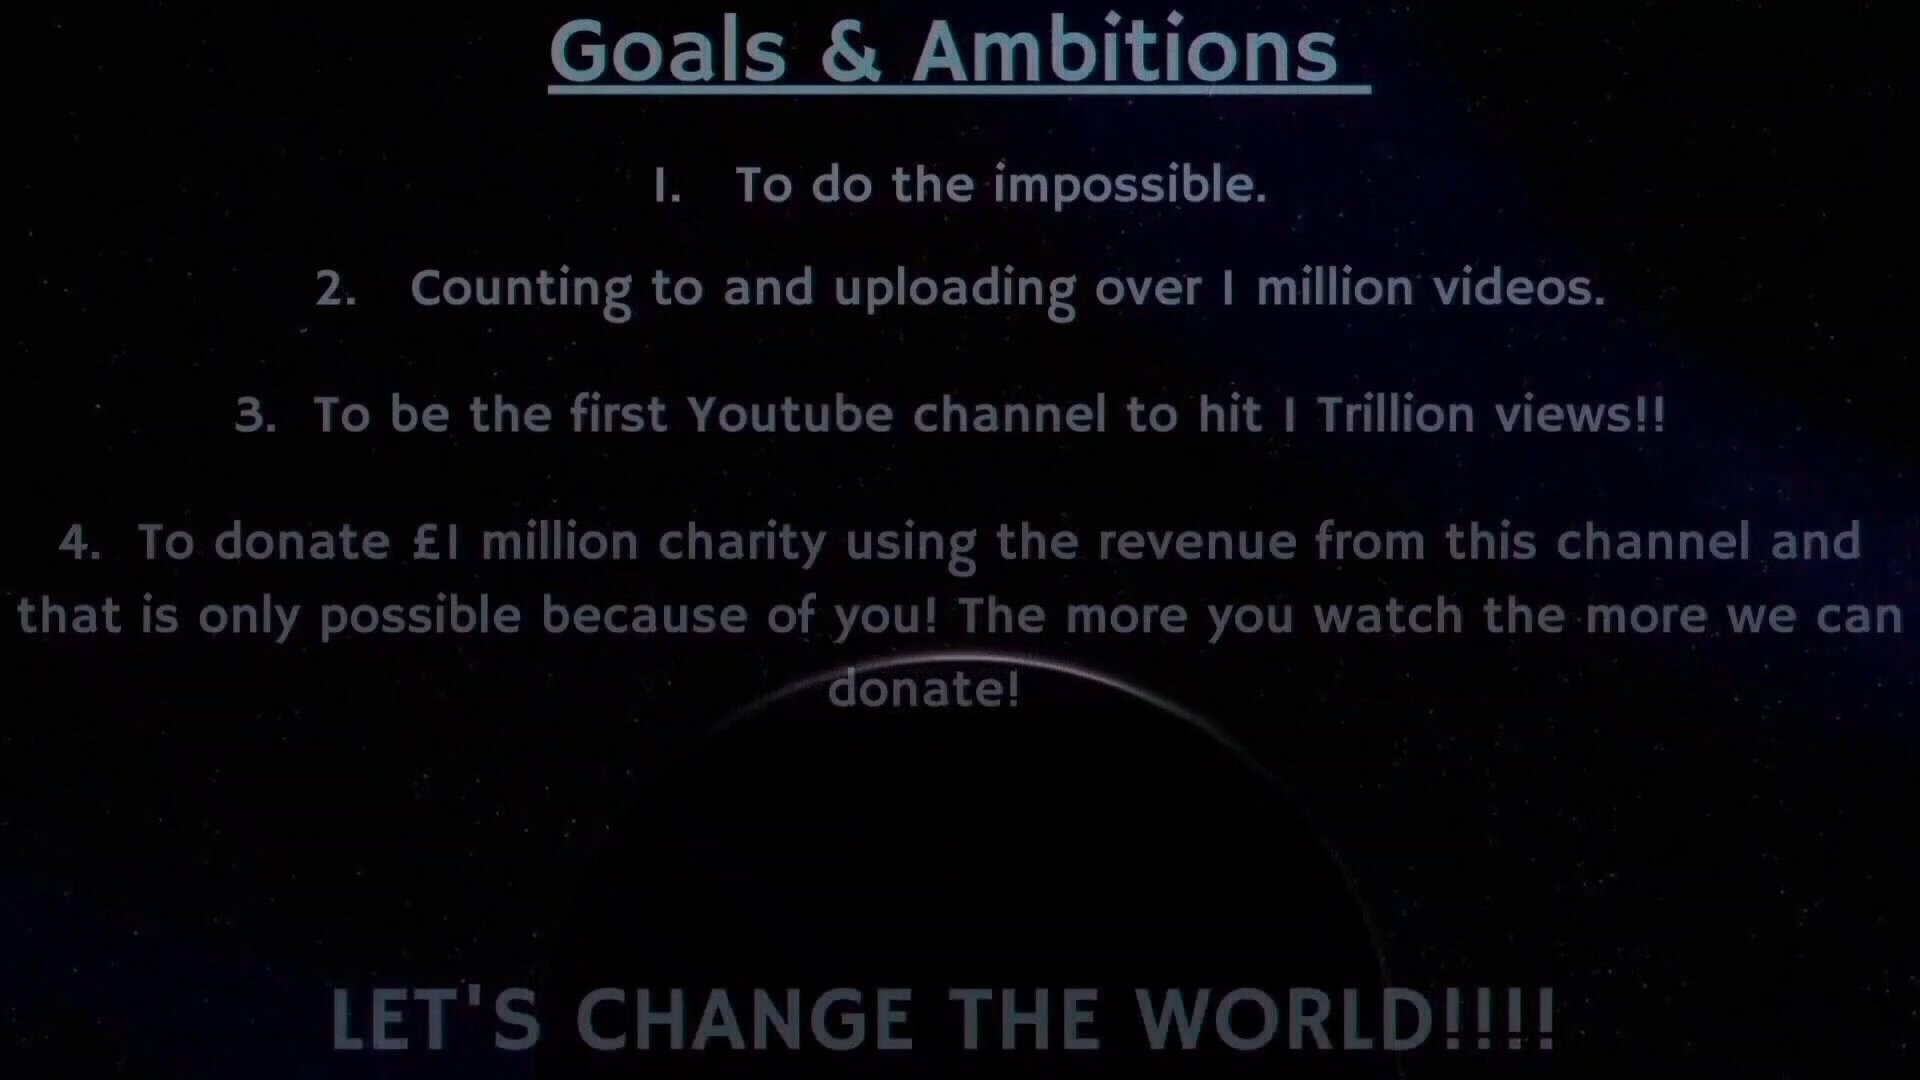 Goals & Ambitions
1. To do the impossible.
2. Counting to and uploading over 1 million videos.
3. To be the first Youtube channel to hit 1 Trillion views!!
4. To donate £1 million charity using the revenue from this channel and
that is only possible because of you! The more you watch the more we can
donate!
LET'S CHANGE THE WORLD!!!!